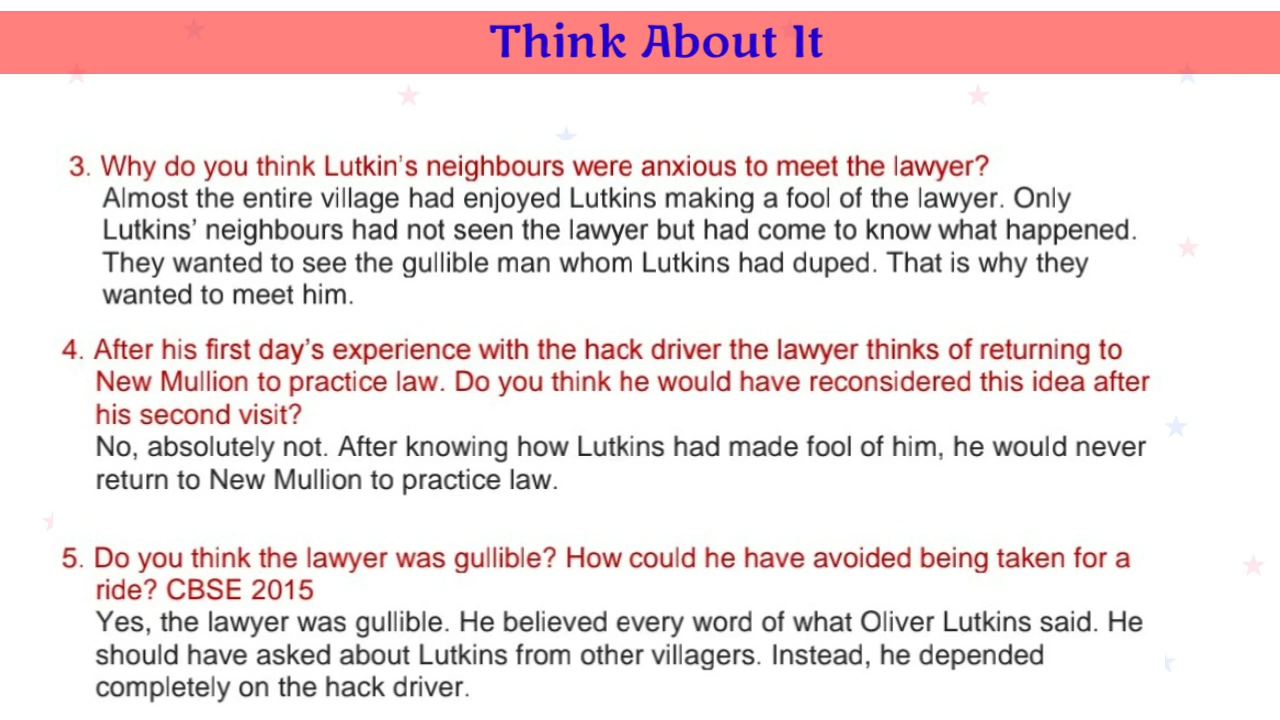 Think About It
3. Why do you think Lutkin's neighbours were anxious to meet the lawyer?
Almost the entire village had enjoyed Lutkins making a fool of the lawyer. Only
Lutkins' neighbours had not seen the lawyer but had come to know what happened.
They wanted to see the gullible man whom Lutkins had duped. That is why they
wanted to meet him.
4. After his first day's experience with the hack driver the lawyer thinks of returning to
New Mullion to practice law. Do you think he would have reconsidered this idea after
his second visit?
No, absolutely not. After knowing how Lutkins had made fool of him, he would never
return to New Mullion to practice law.
5. Do you think the lawyer was gullible? How could he have avoided being taken for a
ride? CBSE 2015
Yes, the lawyer was gullible. He believed every word of what Oliver Lutkins said. He
should have asked about Lutkins from other villagers. Instead, he depended
completely on the hack driver.